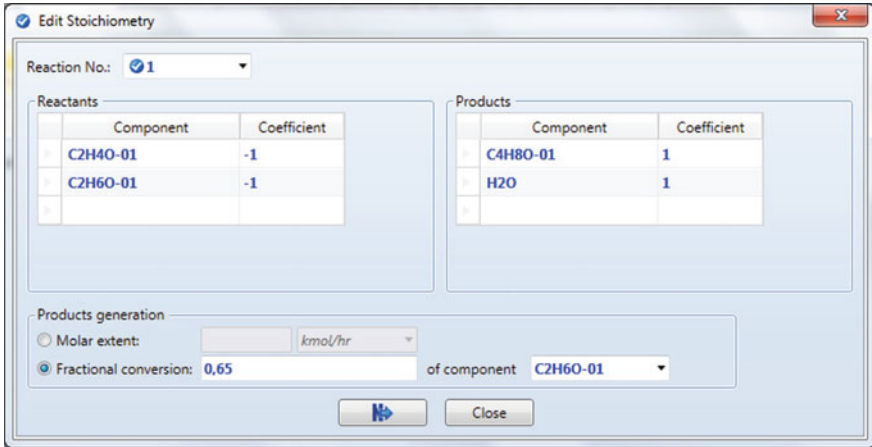 Edit Stoichiometry
Reaction No.: 1
Reactants
Component Coefficient
C2H4O-01 -1
C2H6O-01 -1
Products
Component Coefficient
C4H8O-01 1
H2O 1
Products generation
Molar extent: kmol/hr
Fractional conversion: 0,65 of component C2H6O-01
N Close